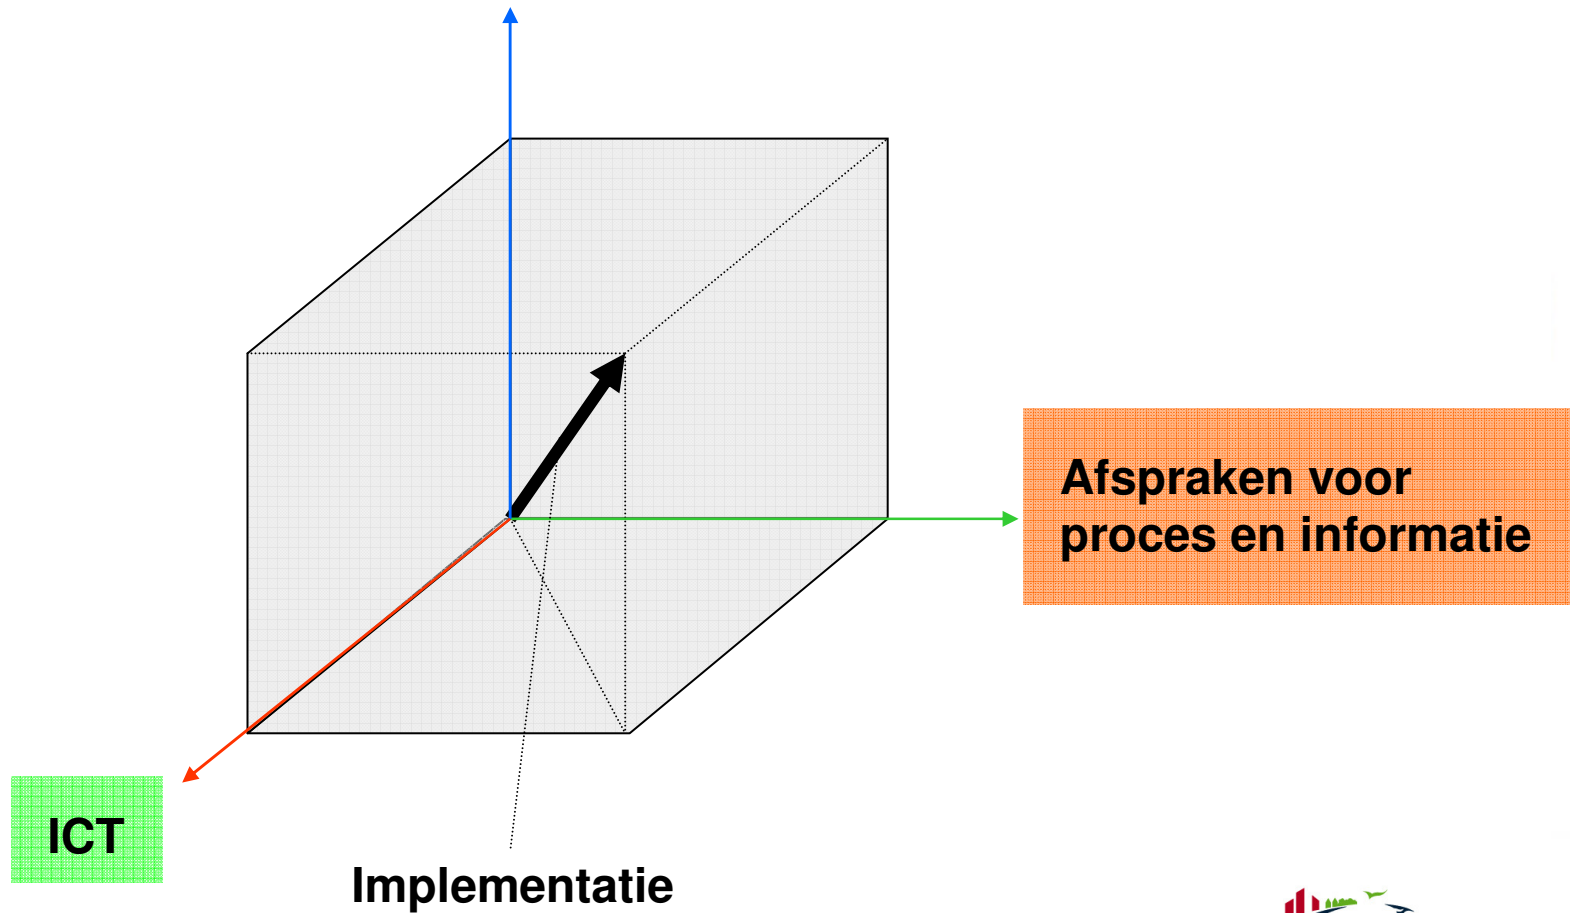 Afspraken voor
proces en informatie
ICT
Implementatie